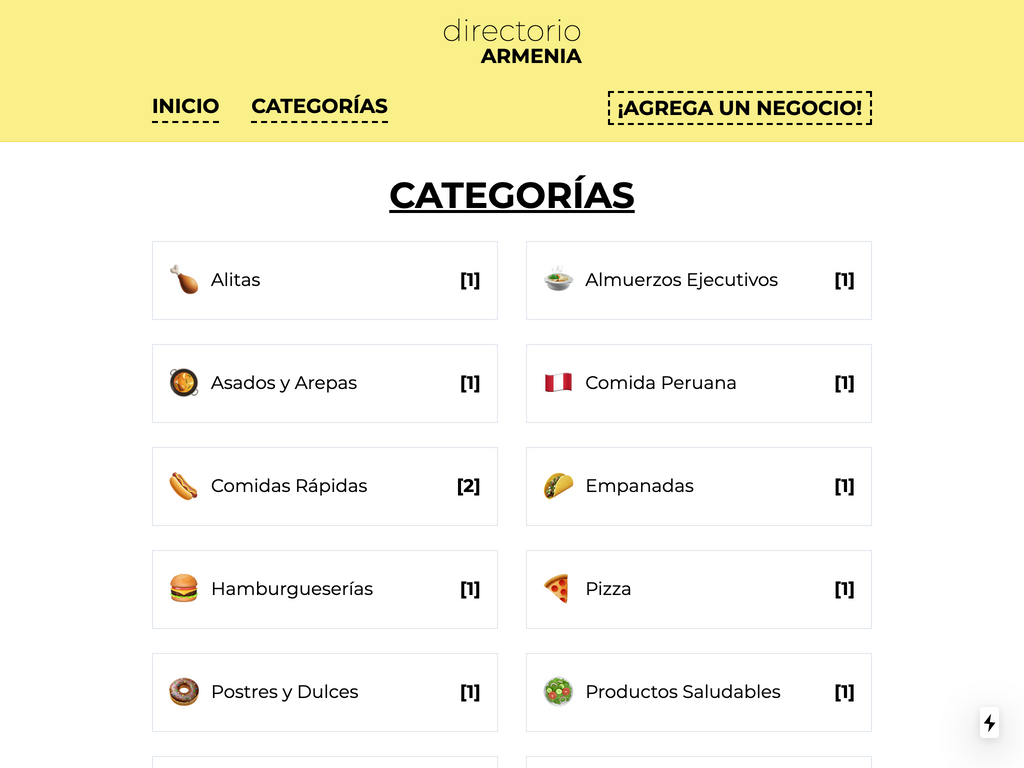 directorio
ARMENIA
INICIO CATEGORÍAS ¡AGREGA UN NEGOCIO!
CATEGORÍAS
Alitas [1]
Almuerzos Ejecutivos [1]
Asados y Arepas [1]
Comida Peruana [1]
Comidas Rápidas [2]
Empanadas [1]
Hamburgueserías [1]
Pizza [1]
Postres y Dulces [1]
Productos Saludables [1]